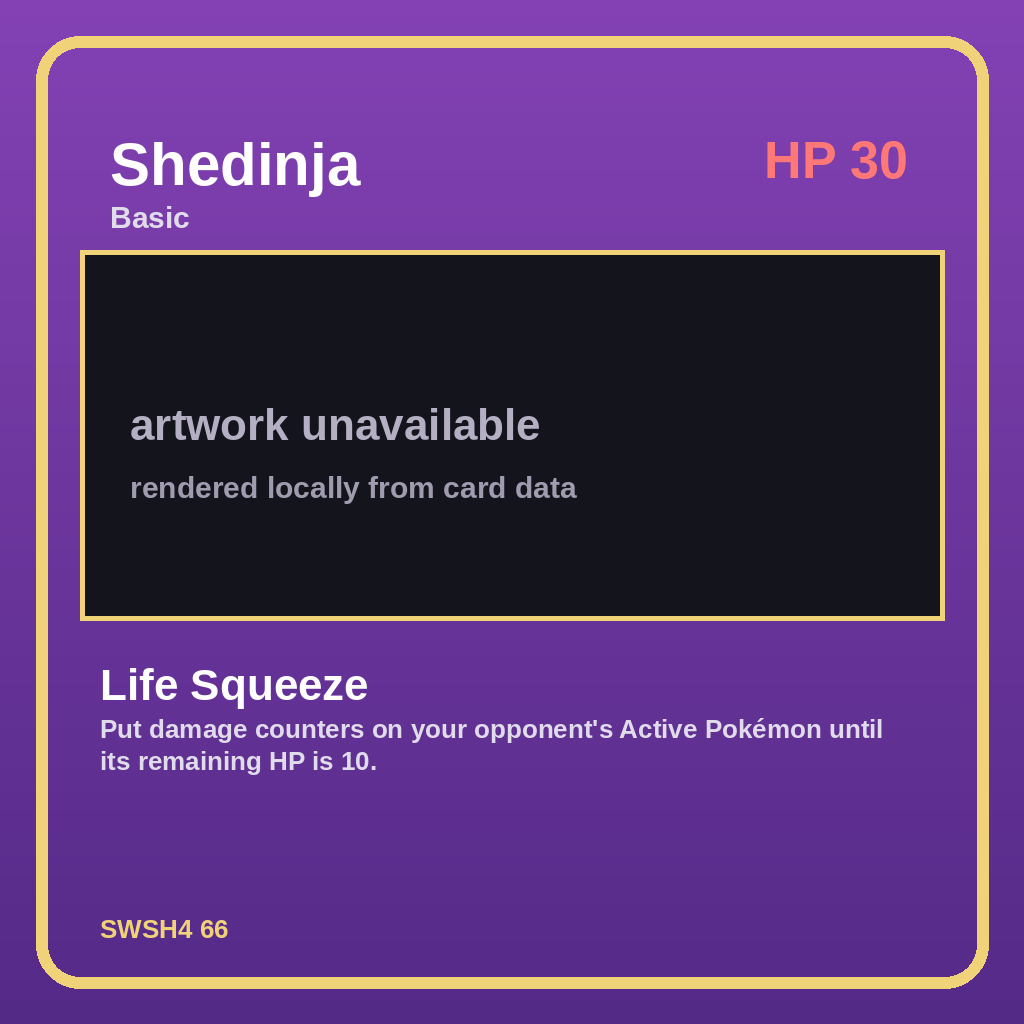 Shedinja
HP 30
Basic
artwork unavailable
rendered locally from card data
Life Squeeze
Put damage counters on your opponent's Active Pokémon until
its remaining HP is 10.
SWSH4 66